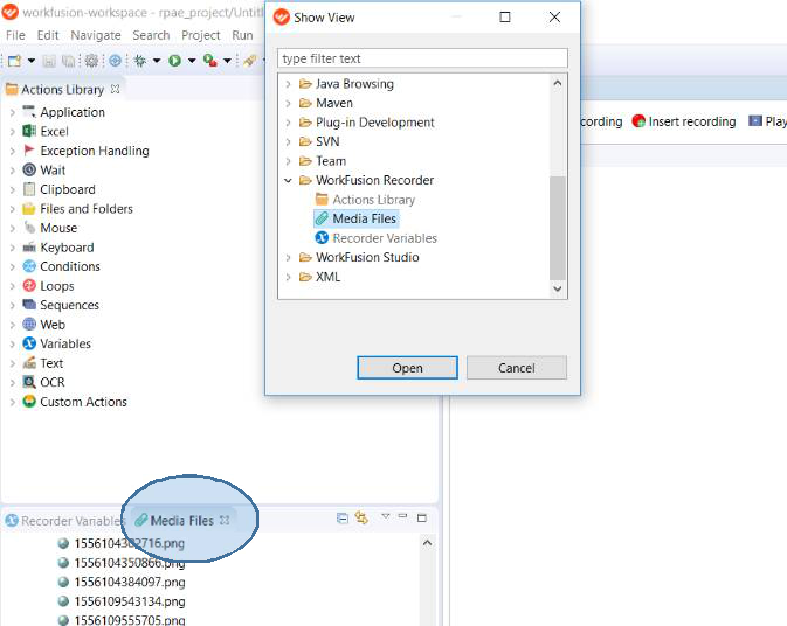 workfusion-workspace - rpae_project/Untitl
File Edit Navigate Search Project Run
Actions Library
Application
Excel
Exception Handling
Wait
Clipboard
Files and Folders
Mouse
Keyboard
Conditions
Loops
Sequences
Web
Variables
Text
OCR
Custom Actions
Show View
type filter text
Java Browsing
Maven
Plug-in Development
SVN
Team
WorkFusion Recorder
Actions Library
Media Files
Recorder Variables
WorkFusion Studio
XML
Open Cancel
cording Insert recording Play
Recorder Variable Media Files
1556104302716.png
1556104350866.png
1556104384097.png
1556109543134.png
1556109555705.png